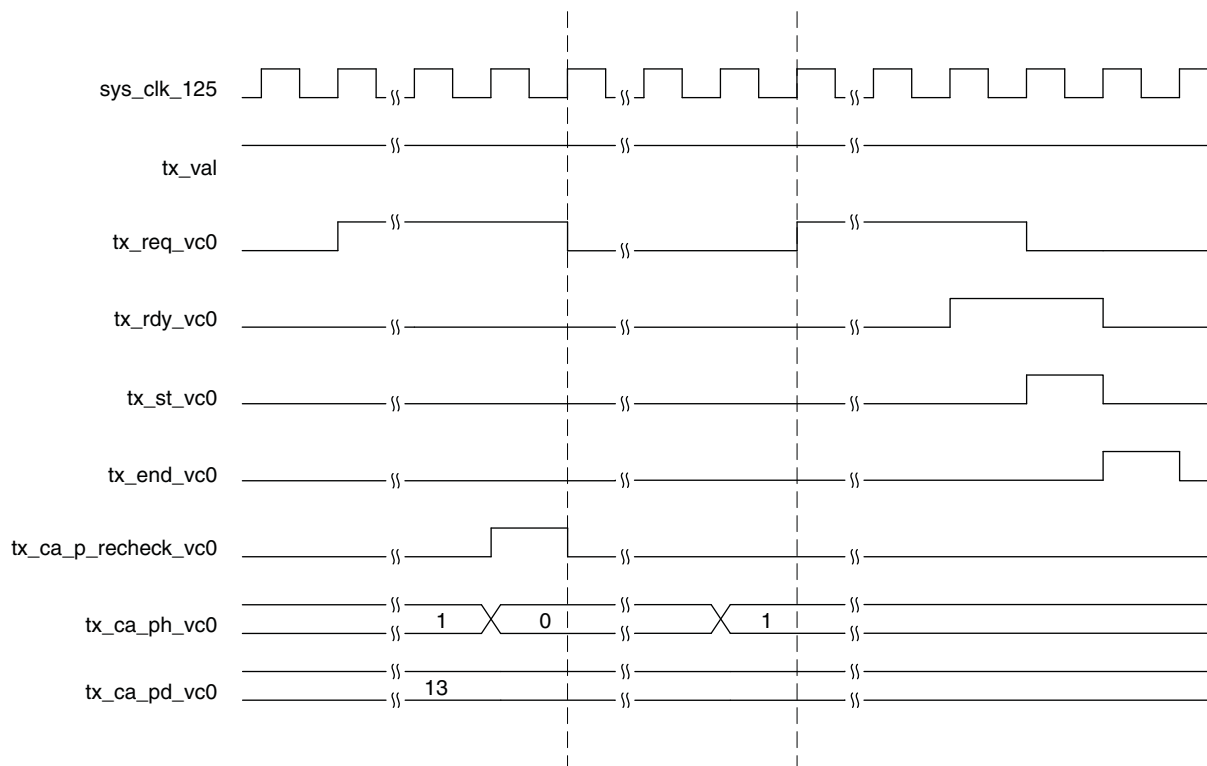 sys_clk_125
tx_val
tx_req_vc0
tx_rdy_vc0
tx_st_vc0
tx_end_vc0
tx_ca_p_recheck_vc0
tx_ca_ph_vc0 1 0 1
tx_ca_pd_vc0 13